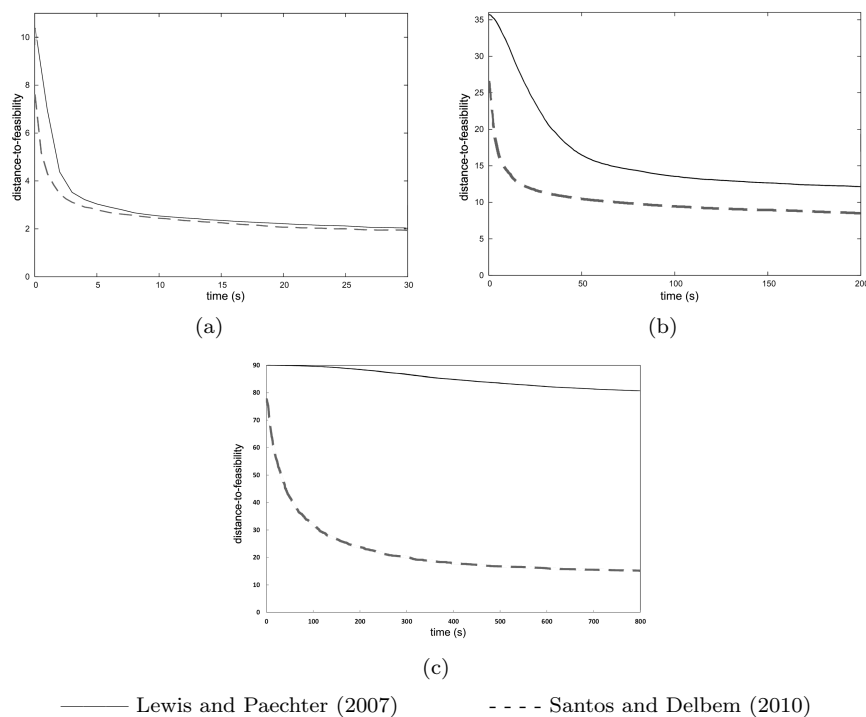 10
8
6
4
2
0
distance-to-feasibility
0 5 10 15 20 25 30
time (s)
(a)
35
30
25
20
15
10
5
0
distance-to-feasibility
0 50 100 150 200
time (s)
(b)
90
80
70
60
50
40
30
20
10
0
distance-to-feasibility
0 100 200 300 400 500 600 700 800
time (s)
(c)
Lewis and Paechter (2007) Santos and Delbem (2010)